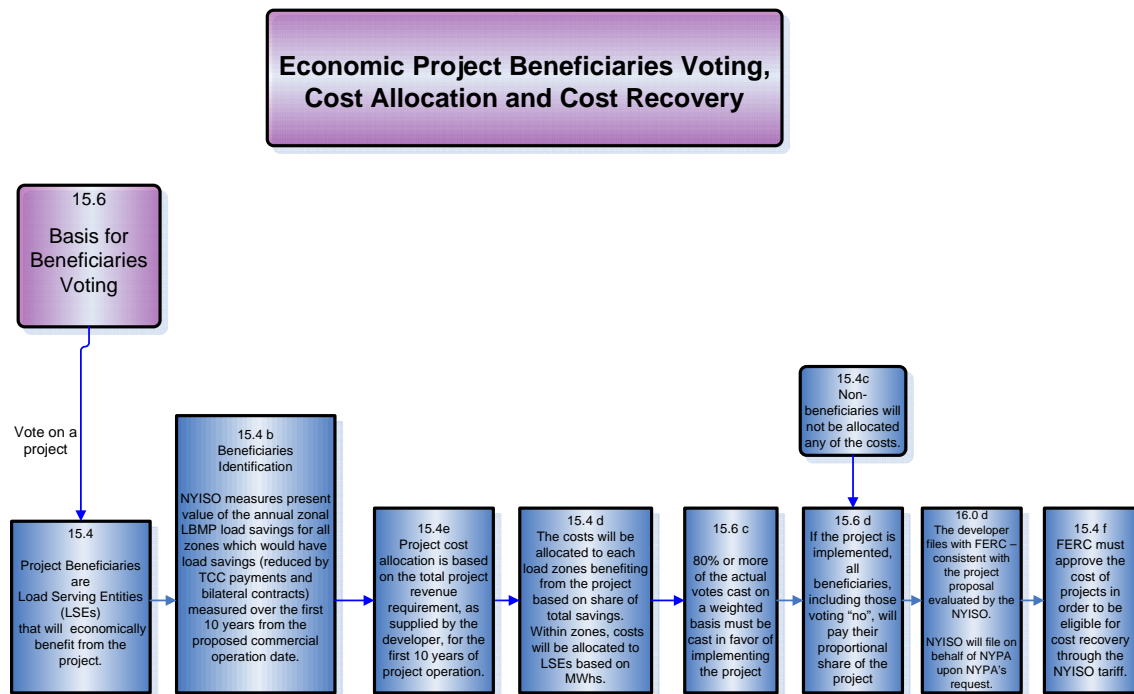 Economic Project Beneficiaries Voting,
Cost Allocation and Cost Recovery
15.6
Basis for
Beneficiaries
Voting
Vote on a
project
15.4
Project Beneficiaries
are
Load Serving Entities
(LSEs)
that will economically
benefit from the
project.
15.4 b
Beneficiaries
Identification
NYISO measures present
value of the annual zonal
LBMP load savings for all
zones which would have
load savings (reduced by
TCC payments and
bilateral contracts)
measured over the first
10 years from the
proposed commercial
operation date.
15.4e
Project cost
allocation is based
on the total project
revenue
requirement, as
supplied by the
developer, for the
first 10 years of
project operation.
15.4 d
The costs will be
allocated to each
load zones benefiting
from the project
based on share of
total savings.
Within zones, costs
will be allocated to
LSEs based on
MWhs.
15.6 c
80% or more
of the actual
votes cast on
a weighted
basis must be
cast in favor of
implementing
the project
15.4c
Non-
beneficiaries will
not be allocated
any of the costs.
15.6 d
If the project is
implemented,
all
beneficiaries,
including those
voting “no”, will
pay their
proportional
share of the
project
16.0 d
The developer
files with FERC –
consistent with
the project
proposal
evaluated by the
NYISO.
NYISO will file on
behalf of NYPA
upon NYPA’s
request.
15.4 f
FERC must
approve the
cost of
projects in
order to be
eligible for
cost recovery
through the
NYISO tariff.